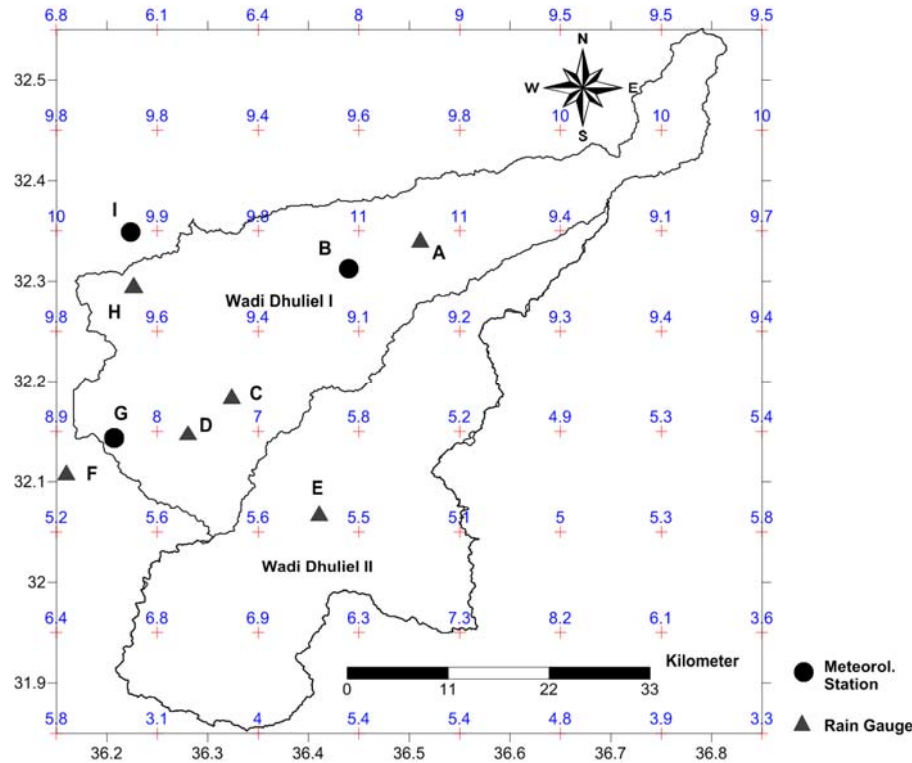 6.8 6.1 6.4 8 9 9.5 9.5 9.5
N
32.5
W E
9.8 9.8 9.4 9.6 9.8 10 10 10
S
32.4
I
10 9.9 9.8 11 11 9.4 9.1 9.7
B A
32.3
H Wadi Dhuliel I
9.8 9.6 9.4 9.1 9.2 9.3 9.4 9.4
32.2
C
G
8.9 8 D 7 5.8 5.2 4.9 5.3 5.4
32.1 F
E
5.2 5.6 5.6 5.5 5.1 5 5.3 5.8
32 Wadi Dhuliel II
6.4 6.8 6.9 6.3 7.3 8.2 6.1 3.6
Kilometer
31.9
0 11 22 33
Meteorol.
Station
5.8 3.1 4 5.4 5.4 4.8 3.9 3.3
Rain Gauge
36.2 36.3 36.4 36.5 36.6 36.7 36.8